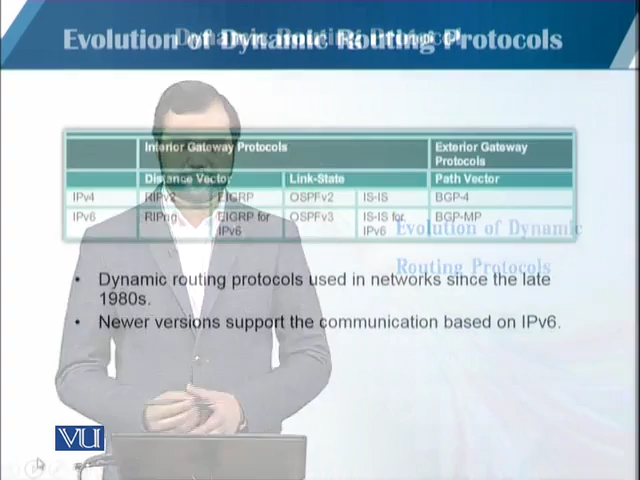 Evolution of Dynamic Routing Protocols
Interior Gateway Protocols Exterior Gateway Protocols
Distance Vector Link-State Path Vector
IPv4 RIPv2 EIGRP OSPFv2 IS-IS BGP-4
IPv6 RIPng EIGRP for IPv6 OSPFv3 IS-IS for IPv6 BGP-MP
Evolution of Dynamic
Routing Protocols
• Dynamic routing protocols used in networks since the late
1980s.
• Newer versions support the communication based on IPv6.
VU